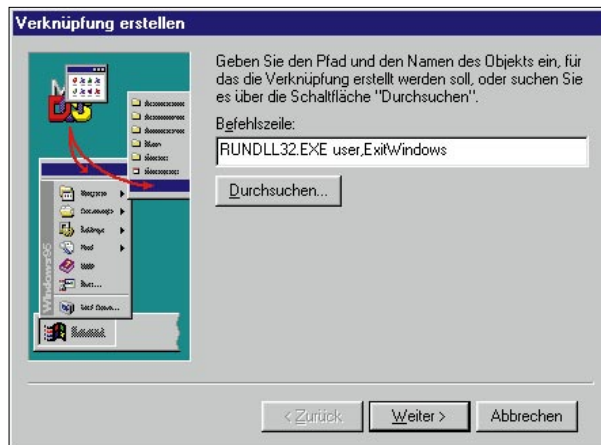 Verknüpfung erstellen
Geben Sie den Pfad und den Namen des Objekts ein, für
das die Verknüpfung erstellt werden soll, oder suchen Sie
es über die Schaltfläche "Durchsuchen".
Befehlszeile:
RUNDLL32.EXE user,ExitWindows
Durchsuchen...
Windows95
< Zurück
Weiter >
Abbrechen